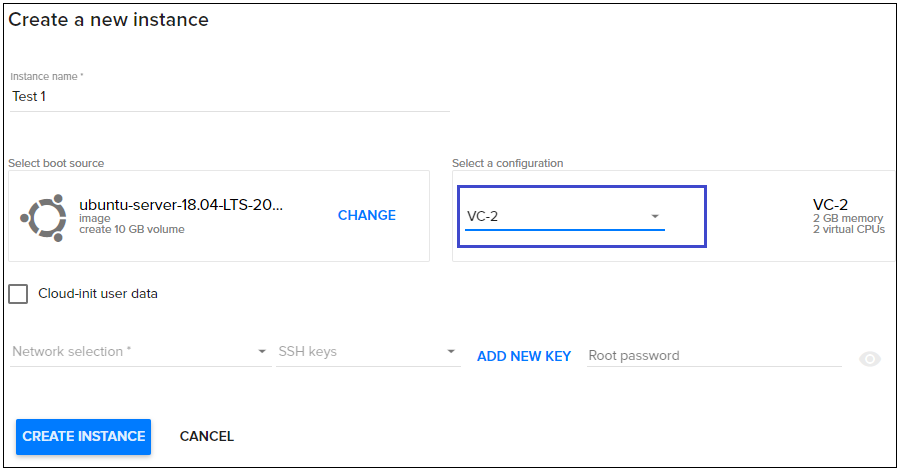 Create a new instance
Instance name *
Test 1
Select boot source
Select a configuration
ubuntu-server-18.04-LTS-20...
image
create 10 GB volume
CHANGE
VC-2
VC-2
2 GB memory
2 virtual CPUs
Cloud-init user data
Network selection *
SSH keys
ADD NEW KEY
Root password
CREATE INSTANCE
CANCEL